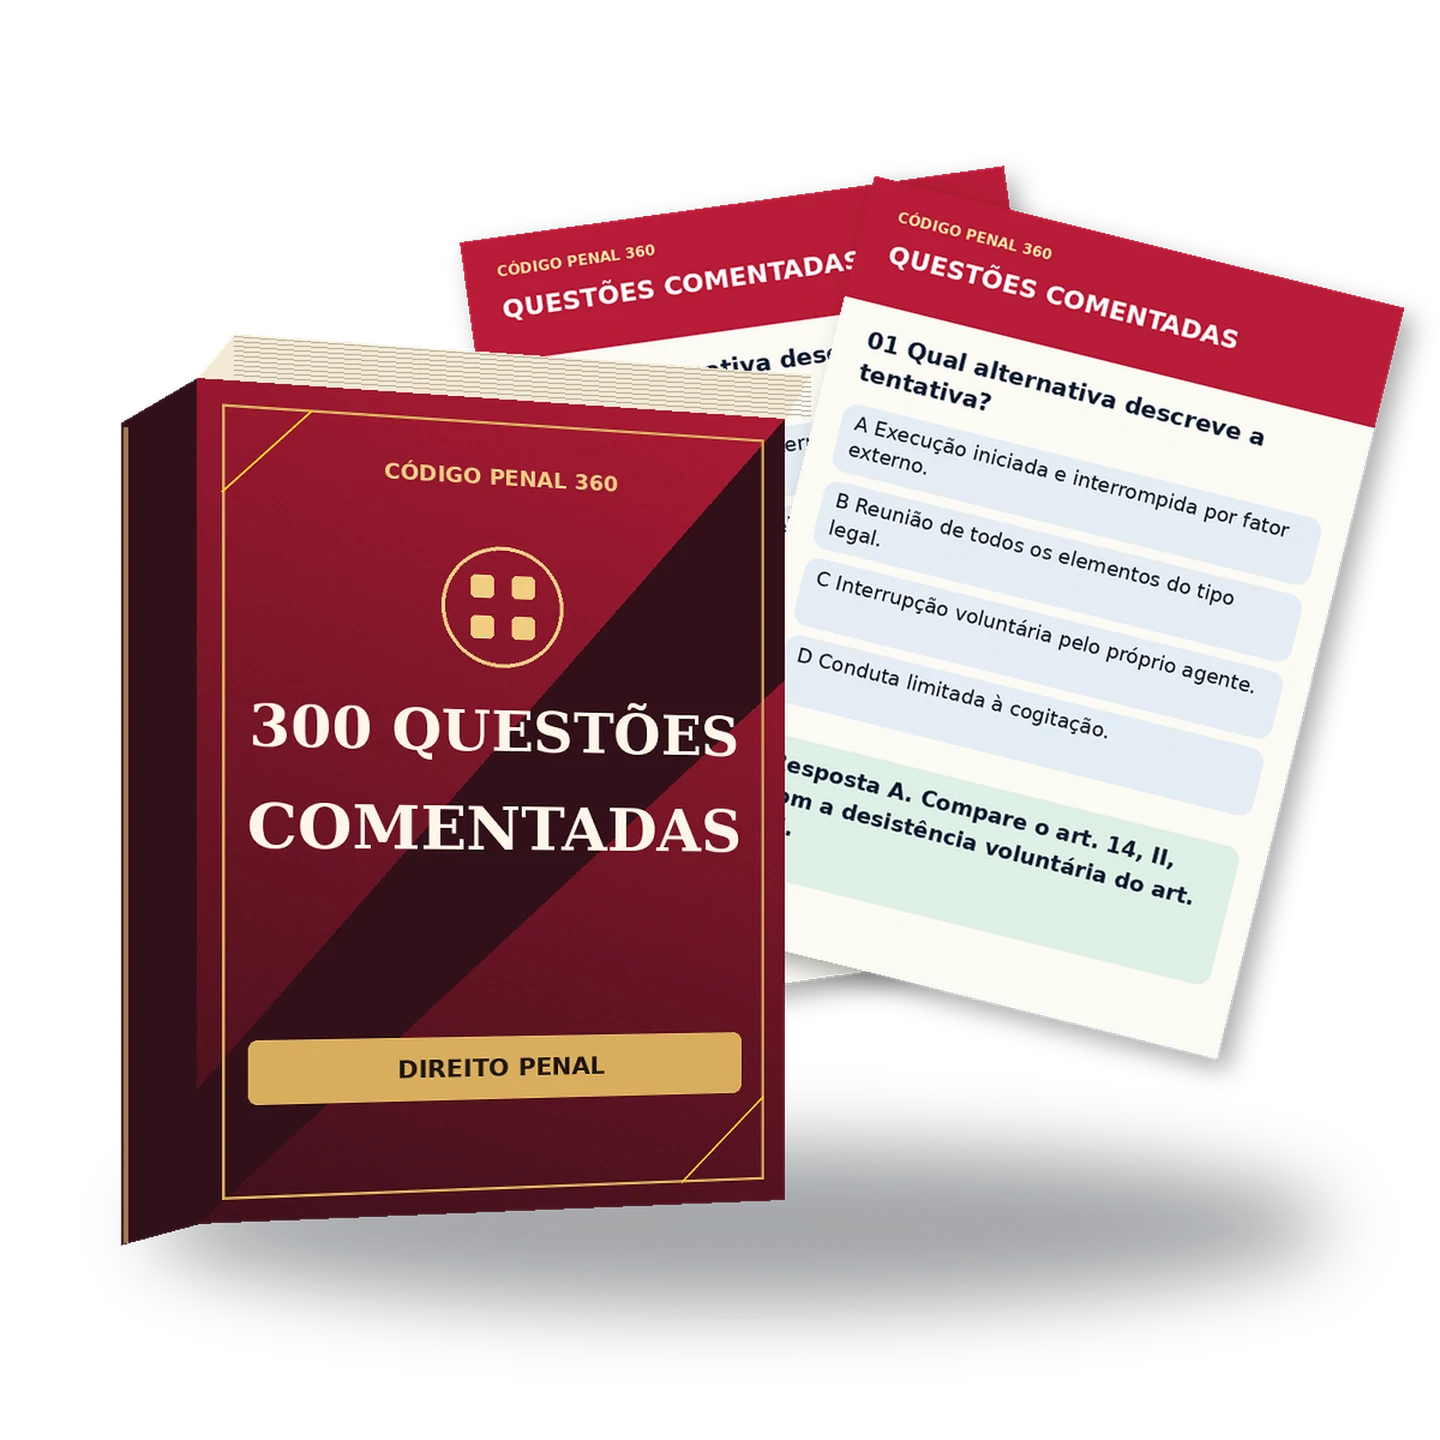 CÓDIGO PENAL 360
QUESTÕES COMENTADAS
CÓDIGO PENAL 360
QUESTÕES COMENTADAS
01 Qual alternativa descreve a
tentativa?
A Execução iniciada e interrompida por fator
externo.
B Reunião de todos os elementos do tipo
legal.
C Interrupção voluntária pelo próprio agente.
D Conduta limitada à cogitação.
A. Compare o art. 14, II,
a desistência voluntária do art.
CÓDIGO PENAL 360
300 QUESTÕES
COMENTADAS
DIREITO PENAL